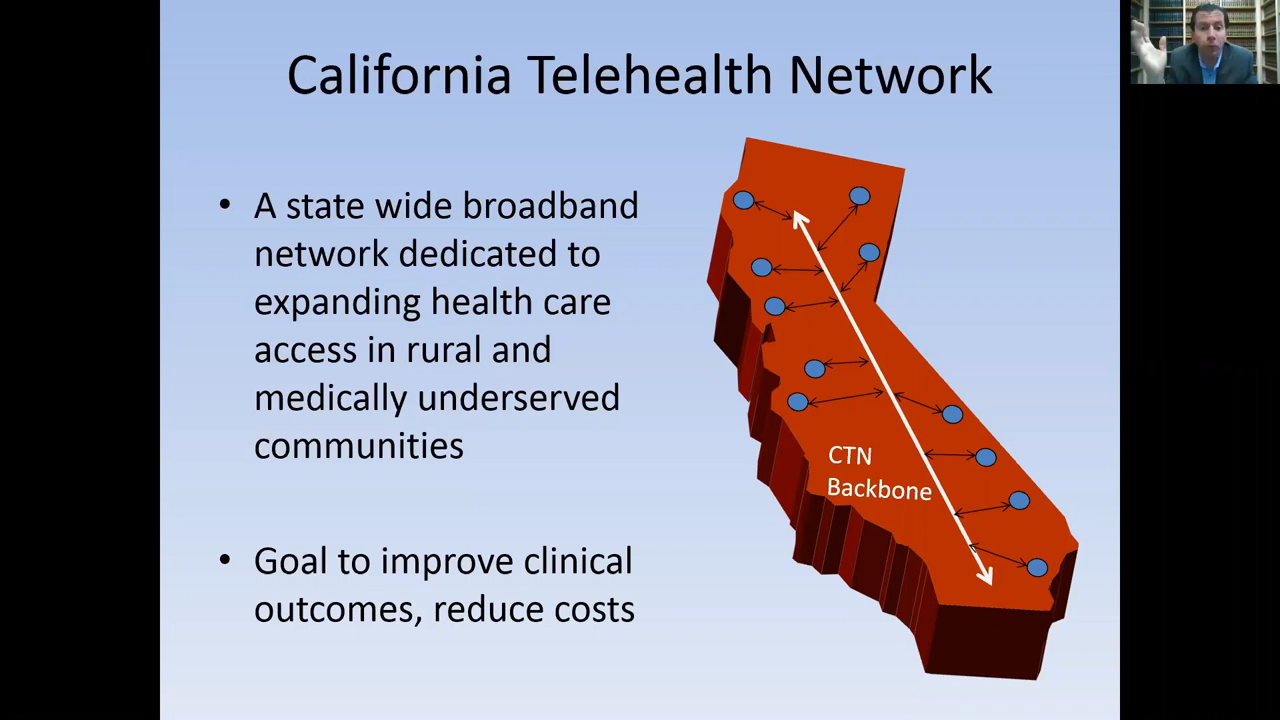 California Telehealth Network
• A state wide broadband
network dedicated to
expanding health care
access in rural and
medically underserved
communities
• Goal to improve clinical
outcomes, reduce costs
CTN
Backbone